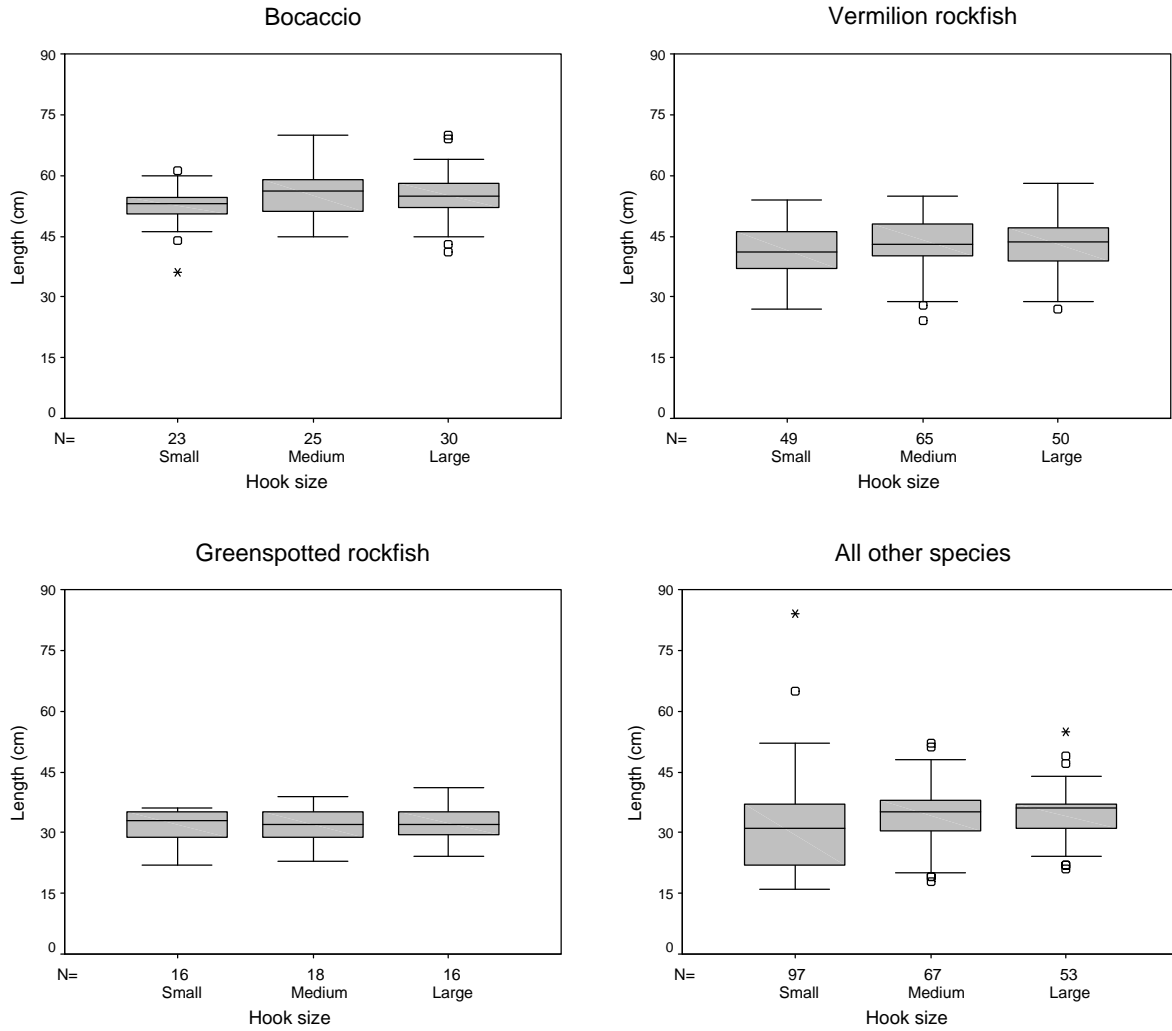 Bocaccio
90
75
60
45
30
15
0
Length (cm)
N= 23 25 30
Small Medium Large
Hook size
Vermilion rockfish
90
75
60
45
30
15
0
Length (cm)
N= 49 65 50
Small Medium Large
Hook size
Greenspotted rockfish
90
75
60
45
30
15
0
Length (cm)
N= 16 18 16
Small Medium Large
Hook size
All other species
90
75
60
45
30
15
0
Length (cm)
N= 97 67 53
Small Medium Large
Hook size